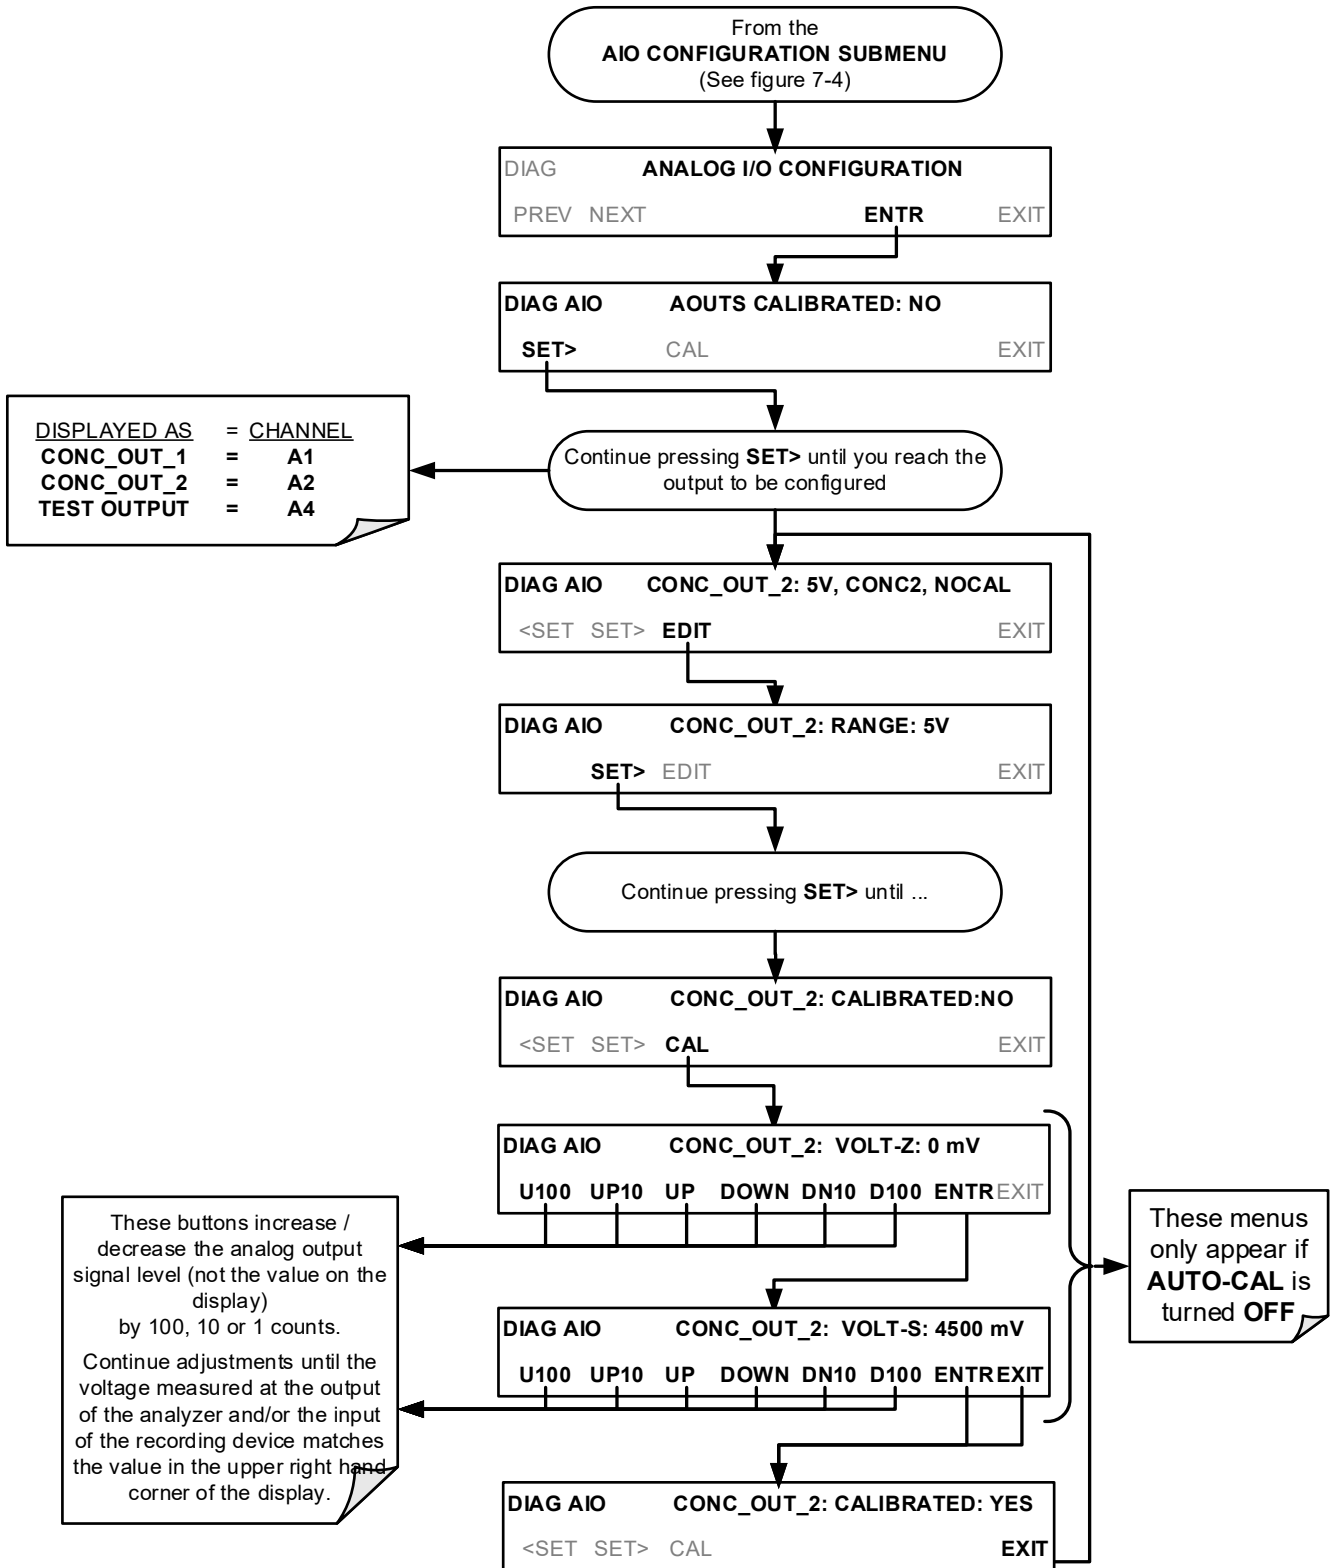 From the
AIO CONFIGURATION SUBMENU
(See figure 7-4)
DIAG ANALOG I/O CONFIGURATION
PREV NEXT ENTR EXIT
DIAG AIO AOUTS CALIBRATED: NO
SET> CAL EXIT
DISPLAYED AS = CHANNEL
CONC_OUT_1 = A1
CONC_OUT_2 = A2
TEST OUTPUT = A4
Continue pressing SET> until you reach the
output to be configured
DIAG AIO CONC_OUT_2: 5V, CONC2, NOCAL
<SET SET> EDIT EXIT
DIAG AIO CONC_OUT_2: RANGE: 5V
SET> EDIT EXIT
Continue pressing SET> until ...
DIAG AIO CONC_OUT_2: CALIBRATED:NO
<SET SET> CAL EXIT
DIAG AIO CONC_OUT_2: VOLT-Z: 0 mV
U100 UP10 UP DOWN DN10 D100 ENTR EXIT
These buttons increase /
decrease the analog output
signal level (not the value on the
display)
by 100, 10 or 1 counts.
Continue adjustments until the
voltage measured at the output
of the analyzer and/or the input
of the recording device matches
the value in the upper right hand
corner of the display.
These menus
only appear if
AUTO-CAL is
turned OFF
DIAG AIO CONC_OUT_2: VOLT-S: 4500 mV
U100 UP10 UP DOWN DN10 D100 ENTR EXIT
DIAG AIO CONC_OUT_2: CALIBRATED: YES
<SET SET> CAL EXIT